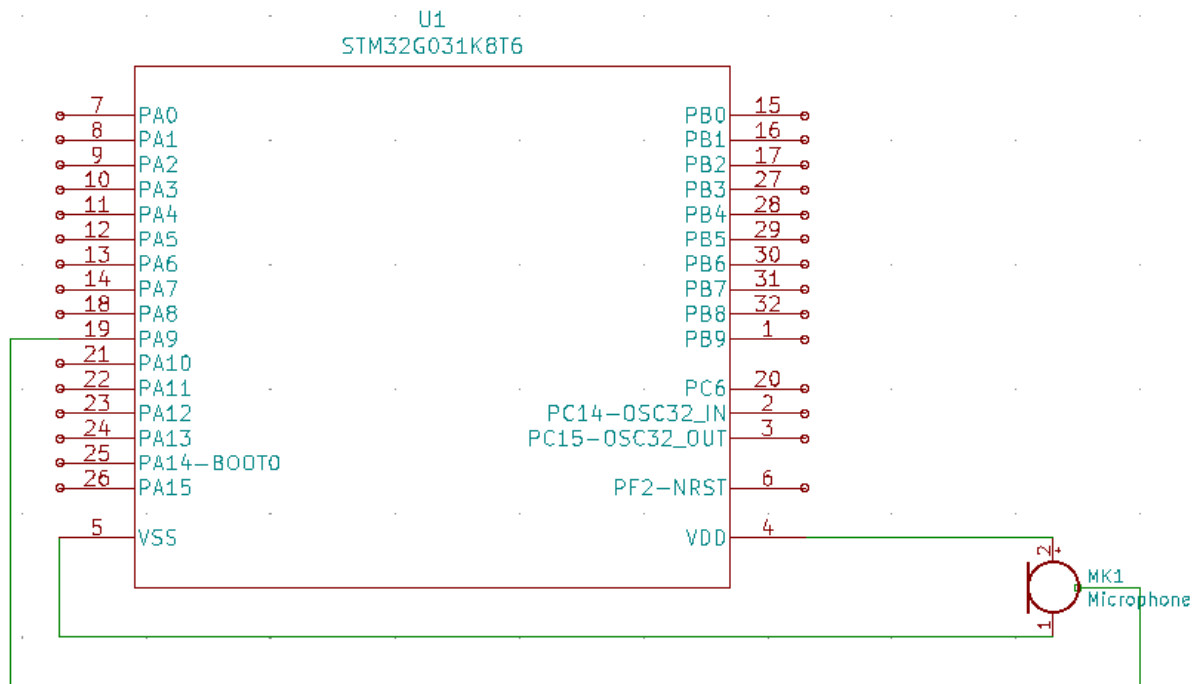 U1
STM32G031K8T6
7 PA0 PB0 15
8 PA1 PB1 16
9 PA2 PB2 17
10 PA3 PB3 27
11 PA4 PB4 28
12 PA5 PB5 29
13 PA6 PB6 30
14 PA7 PB7 31
18 PA8 PB8 32
19 PA9 PB9 1
21 PA10
22 PA11 PC6 20
23 PA12 PC14-OSC32_IN 2
24 PA13 PC15-OSC32_OUT 3
25 PA14-BOOT0
26 PA15 PF2-NRST 6
5 VSS VDD 4
2 +
MK1
Microphone
1